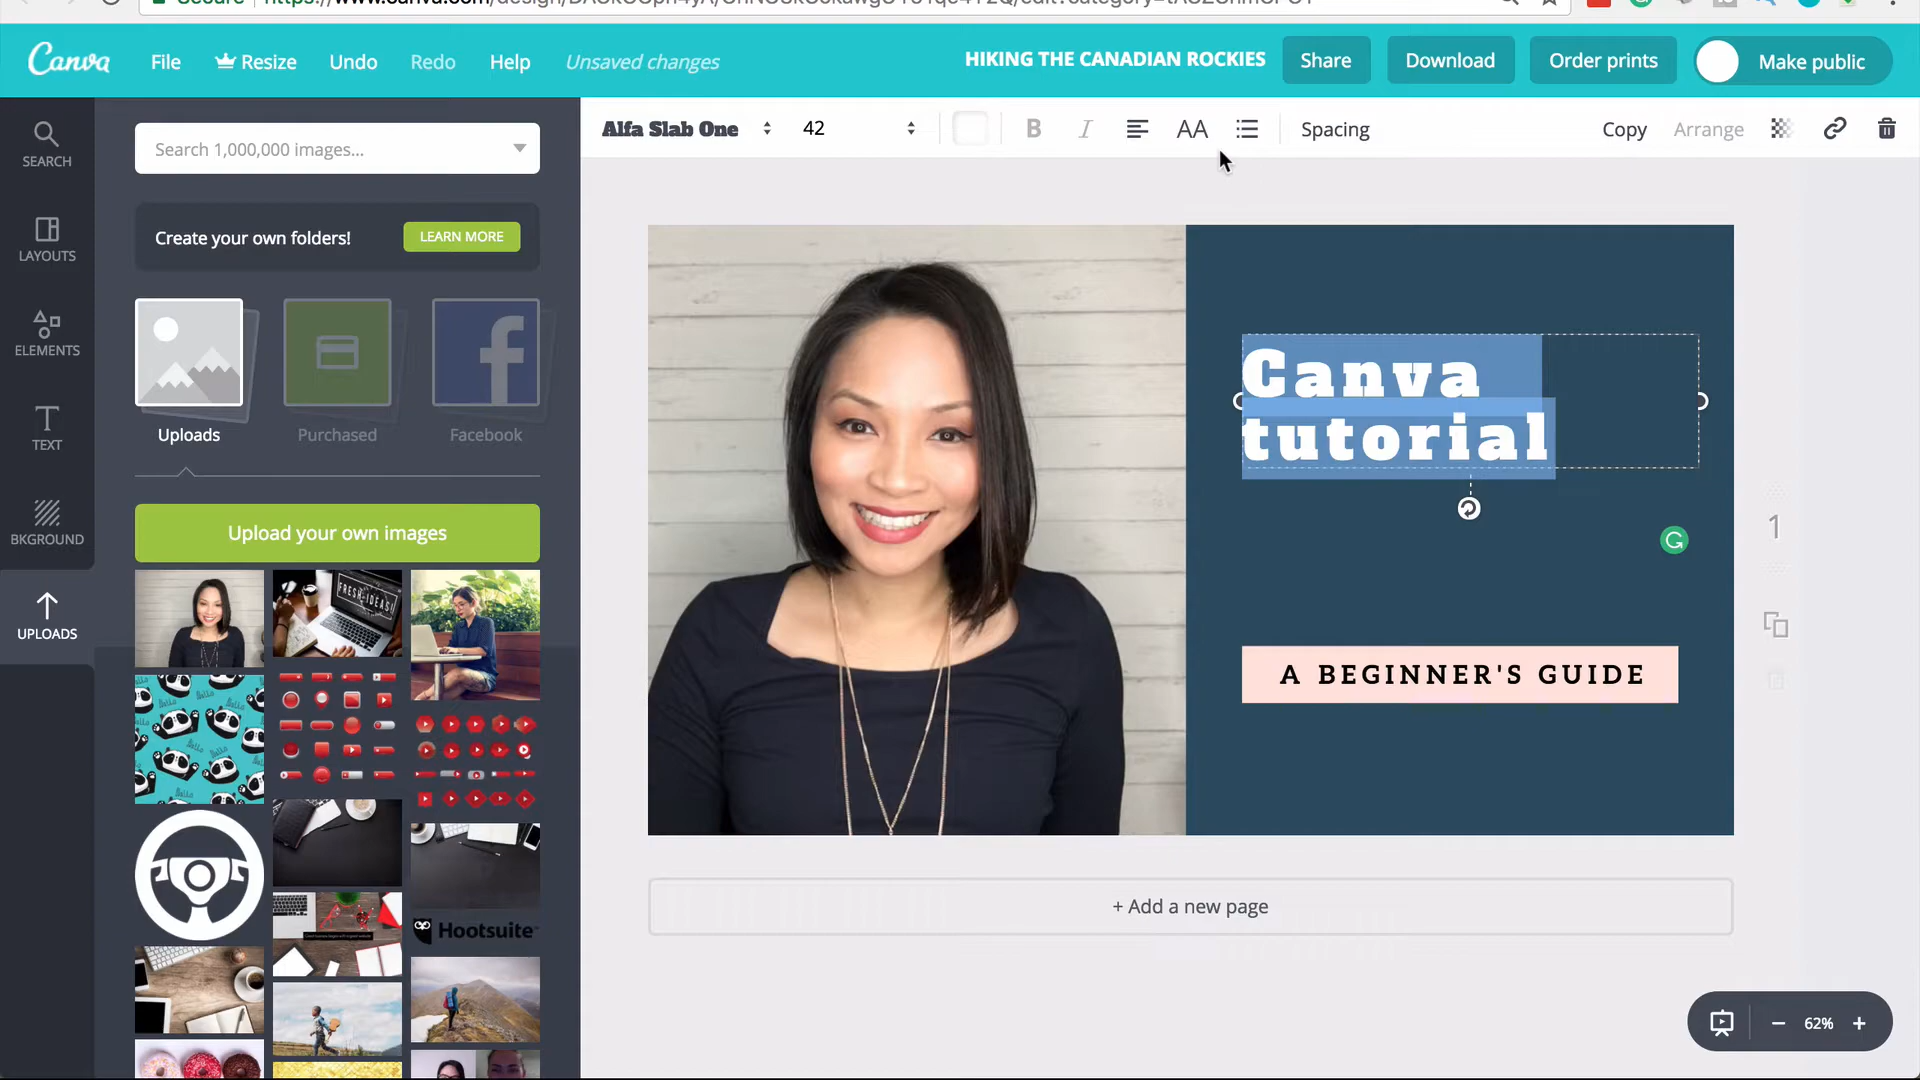 Canva
File
Resize
Undo
Redo
Help
Unsaved changes
HIKING THE CANADIAN ROCKIES
Share
Download
Order prints
Make public
Alfa Slab One
42
B
I
AA
Spacing
Copy
Arrange
SEARCH
LAYOUTS
ELEMENTS
TEXT
BKGROUND
UPLOADS
Search 1,000,000 images...
Create your own folders!
LEARN MORE
Uploads
Purchased
Facebook
Upload your own images
FRESH IDEAS!
Hootsuite
Canva
tutorial
A BEGINNER'S GUIDE
1
+ Add a new page
62%